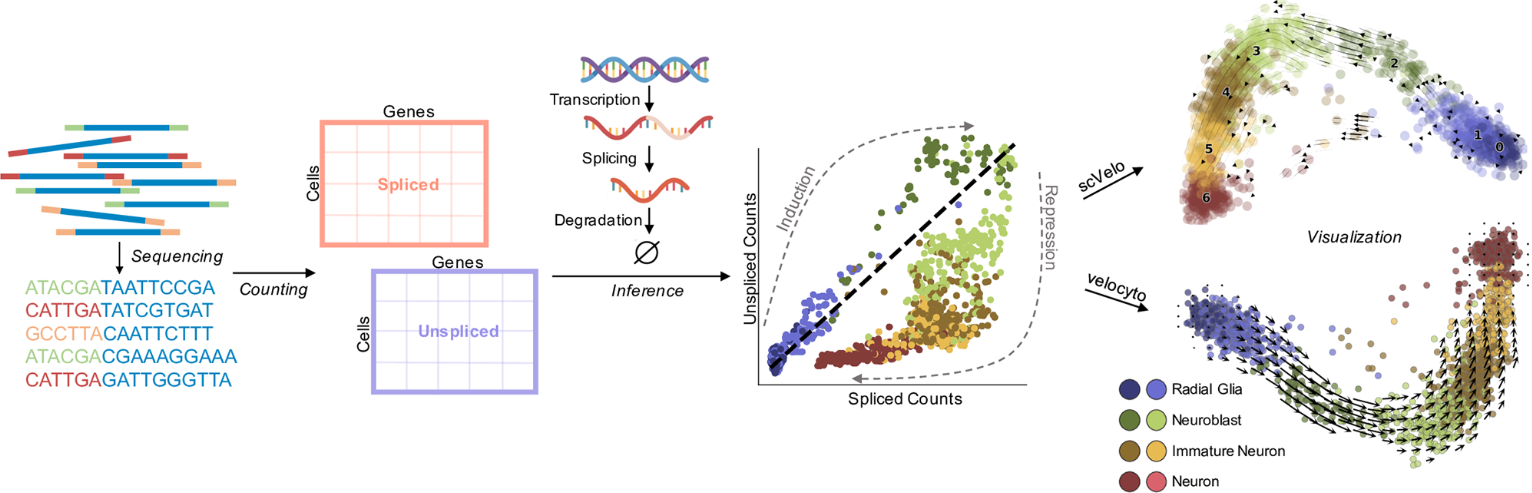 Sequencing
ATACGATAATTCCGA
CATTGATATCGTGAT
GCCTTACAATTCTTT
ATACGACGAAAGGAAA
CATTGAGATTGGGTTA
Counting
Genes
Cells
Spliced
Genes
Cells
Unspliced
Transcription
Splicing
Degradation
∅
Inference
Unspliced Counts
Induction
Repression
Spliced Counts
scVelo
velocyto
3
2
4
1
0
5
6
Visualization
Radial Glia
Neuroblast
Immature Neuron
Neuron